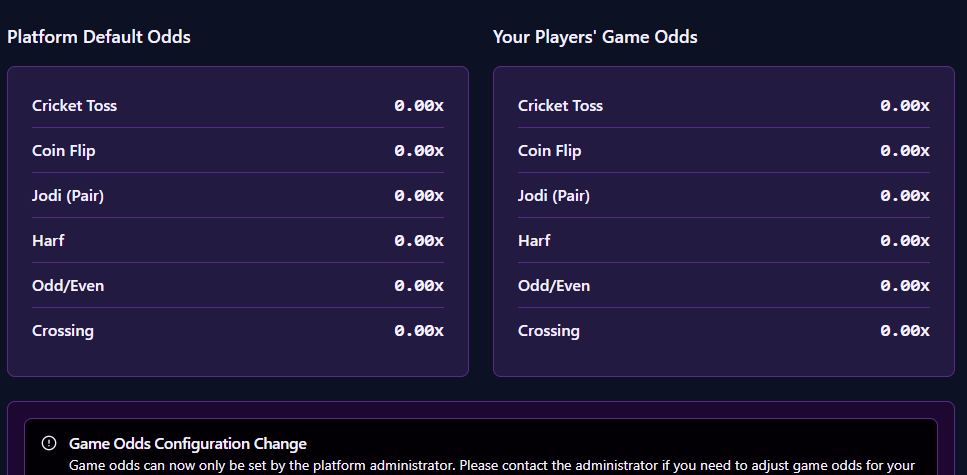 Platform Default Odds
Your Players' Game Odds
Cricket Toss 0.00x
Coin Flip 0.00x
Jodi (Pair) 0.00x
Harf 0.00x
Odd/Even 0.00x
Crossing 0.00x
Cricket Toss 0.00x
Coin Flip 0.00x
Jodi (Pair) 0.00x
Harf 0.00x
Odd/Even 0.00x
Crossing 0.00x
Game Odds Configuration Change
Game odds can now only be set by the platform administrator. Please contact the administrator if you need to adjust game odds for your